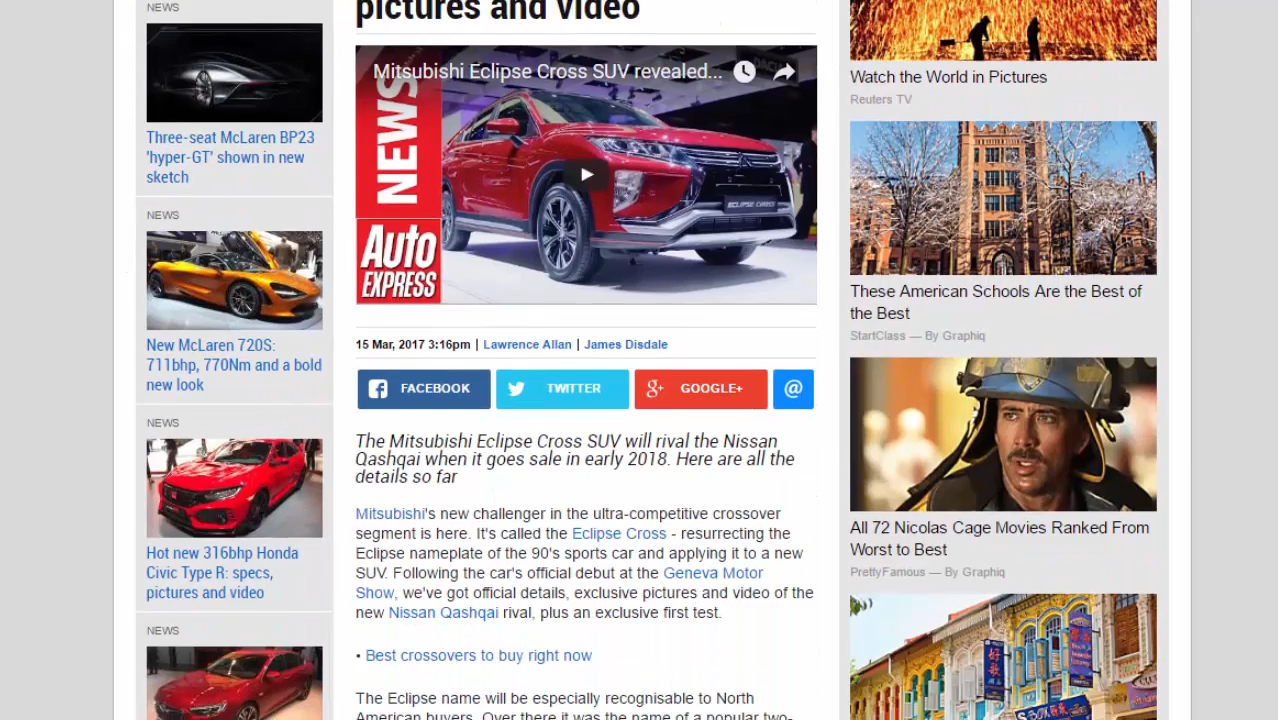 NEWS
Three-seat McLaren BP23
'hyper-GT' shown in new
sketch
NEWS
New McLaren 720S:
711bhp, 770Nm and a bold
new look
NEWS
Hot new 316bhp Honda
Civic Type R: specs,
pictures and video
NEWS
pictures and video
Mitsubishi Eclipse Cross SUV revealed...
NEWS
Auto
EXPRESS
ECLIPSE CROSS
15 Mar, 2017 3:16pm | Lawrence Allan | James Disdale
FACEBOOK
TWITTER
GOOGLE+
@
The Mitsubishi Eclipse Cross SUV will rival the Nissan
Qashqai when it goes sale in early 2018. Here are all the
details so far
Mitsubishi's new challenger in the ultra-competitive crossover
segment is here. It's called the Eclipse Cross - resurrecting the
Eclipse nameplate of the 90's sports car and applying it to a new
SUV. Following the car's official debut at the Geneva Motor
Show, we've got official details, exclusive pictures and video of the
new Nissan Qashqai rival, plus an exclusive first test.
• Best crossovers to buy right now
The Eclipse name will be especially recognisable to North
American buyers. Over there it was the name of a popular two-
Watch the World in Pictures
Reuters TV
These American Schools Are the Best of
the Best
StartClass — By Graphiq
All 72 Nicolas Cage Movies Ranked From
Worst to Best
PrettyFamous — By Graphiq